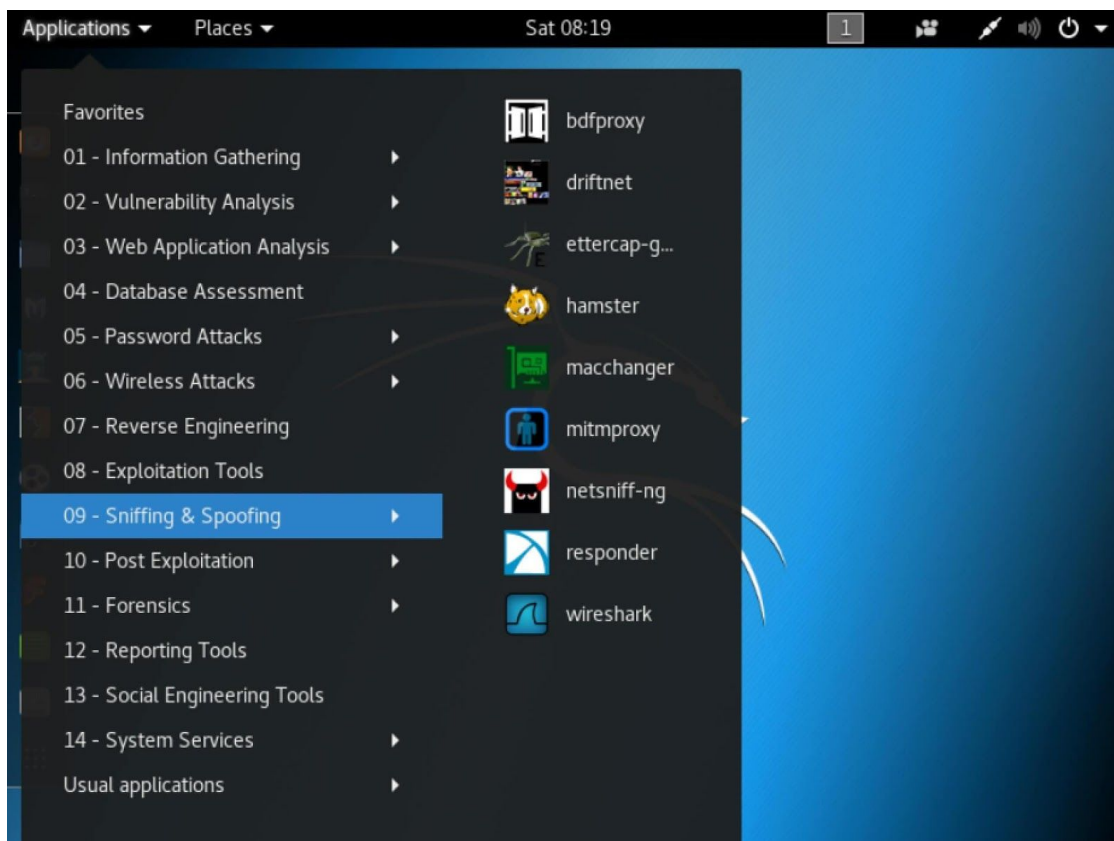 Applications Places Sat 08:19 1
Favorites
01 - Information Gathering
02 - Vulnerability Analysis
03 - Web Application Analysis
04 - Database Assessment
05 - Password Attacks
06 - Wireless Attacks
07 - Reverse Engineering
08 - Exploitation Tools
09 - Sniffing & Spoofing
10 - Post Exploitation
11 - Forensics
12 - Reporting Tools
13 - Social Engineering Tools
14 - System Services
Usual applications
bdfproxy
driftnet
ettercap-g...
hamster
macchanger
mitmproxy
netsniff-ng
responder
wireshark